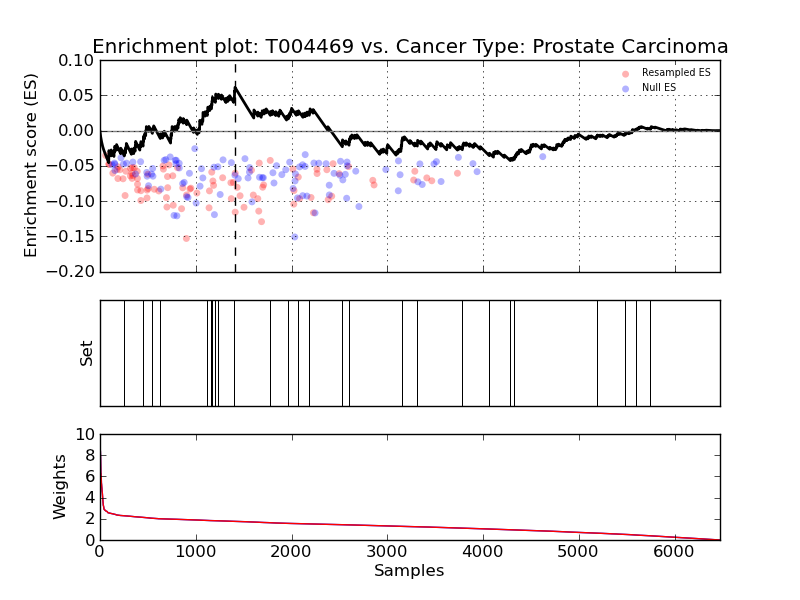 Enrichment plot: T004469 vs. Cancer Type: Prostate Carcinoma
Enrichment score (ES)
0.10
0.05
0.00
−0.05
−0.10
−0.15
−0.20
Resampled ES
Null ES
Set
Weights
10
8
6
4
2
0
0 1000 2000 3000 4000 5000 6000
Samples